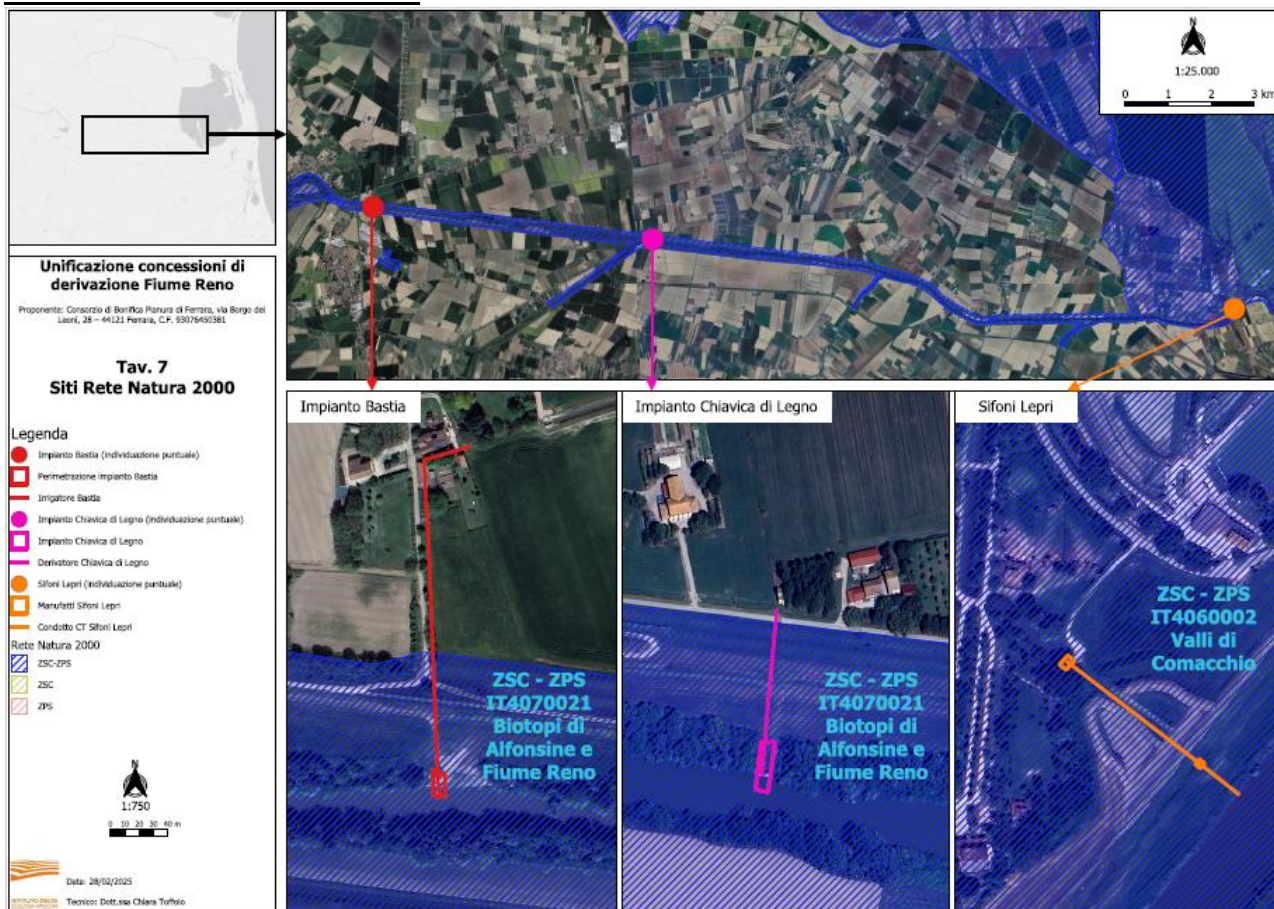 N
1:25.000
0 1 2 3 km
Unificazione concessioni di
derivazione Fiume Reno
Proponente: Consorzio di Bonifica Pianura di Ferrara, via Borgo dei
Leoni, 28 – 44121 Ferrara, C.F. 93076450381
Tav. 7
Siti Rete Natura 2000
Legenda
Impianto Bastia (individuazione puntuale)
Perimetrazione impianto Bastia
Irrigatore Bastia
Impianto Chiavica di Legno (individuazione puntuale)
Impianto Chiavica di Legno
Derivatore Chiavica di Legno
Sifoni Lepri (individuazione puntuale)
Manufatti Sifoni Lepri
Condotto CT Sifoni Lepri
Rete Natura 2000
ZSC-ZPS
ZSC
ZPS
N
1:750
0 10 20 30 40 m
Data: 28/02/2025
Tecnico: Dott.ssa Chiara Toffolo
Impianto Bastia
ZSC - ZPS
IT4070021
Biotopi di
Alfonsine e
Fiume Reno
Impianto Chiavica di Legno
ZSC - ZPS
IT4070021
Biotopi di
Alfonsine e
Fiume Reno
Sifoni Lepri
ZSC - ZPS
IT4060002
Valli di
Comacchio